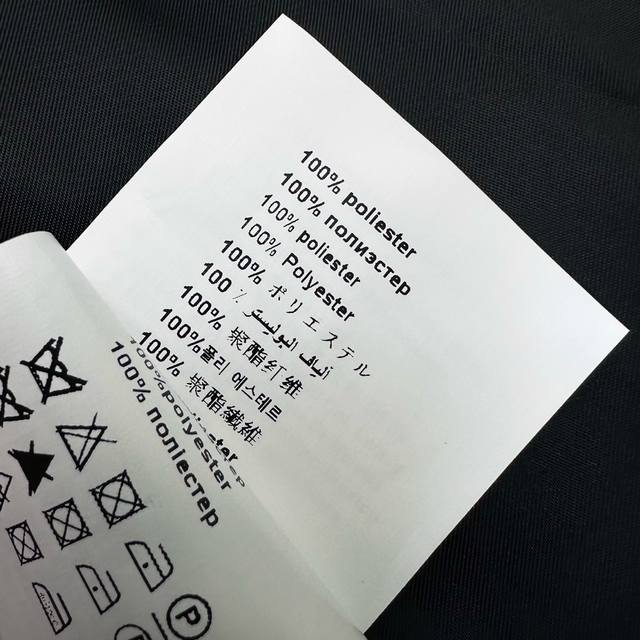 100% poliester
100% полиэстер
100% poliester
100% Polyester
100% ポリエステル
100 ٪ ألياف البوليستر
100% 聚酯纤维
100%폴리 에스테르
100% 聚酯纖維
100%polyester
100% поліестер
P